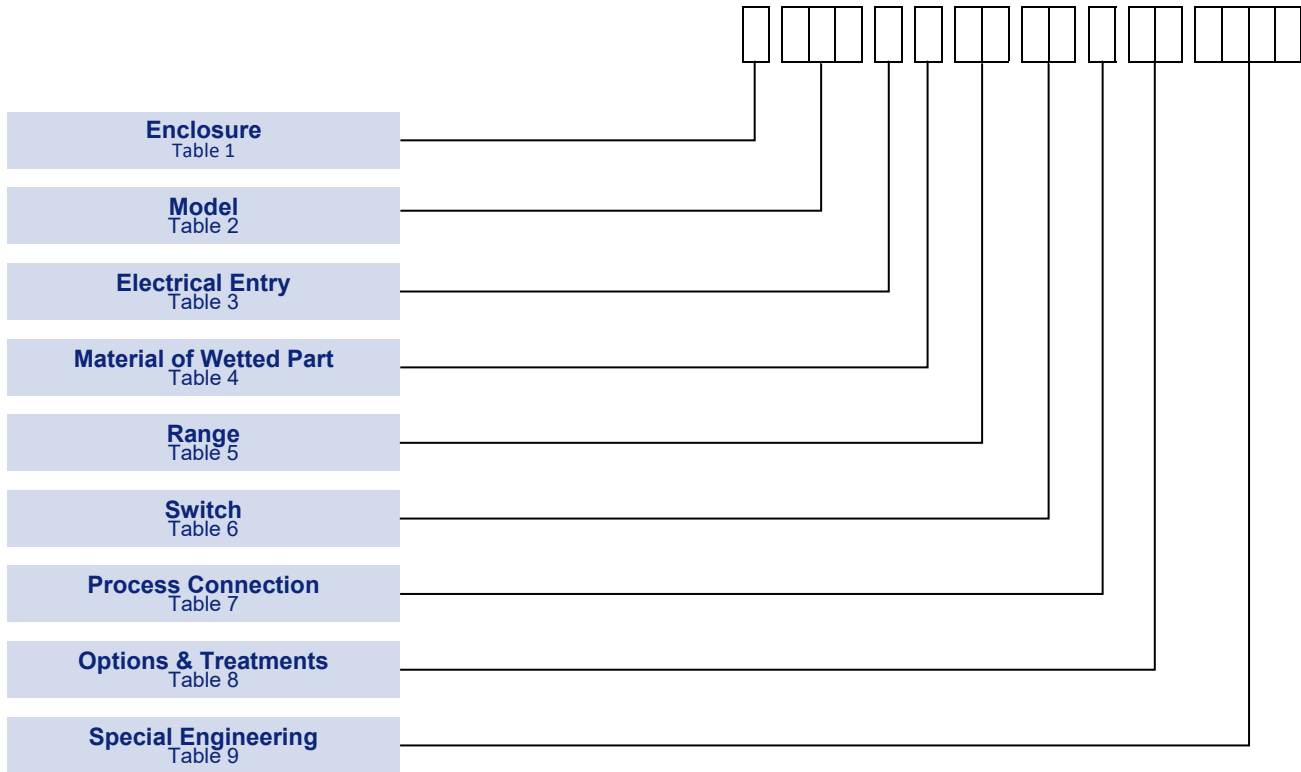 Enclosure
Table 1
Model
Table 2
Electrical Entry
Table 3
Material of Wetted Part
Table 4
Range
Table 5
Switch
Table 6
Process Connection
Table 7
Options & Treatments
Table 8
Special Engineering
Table 9